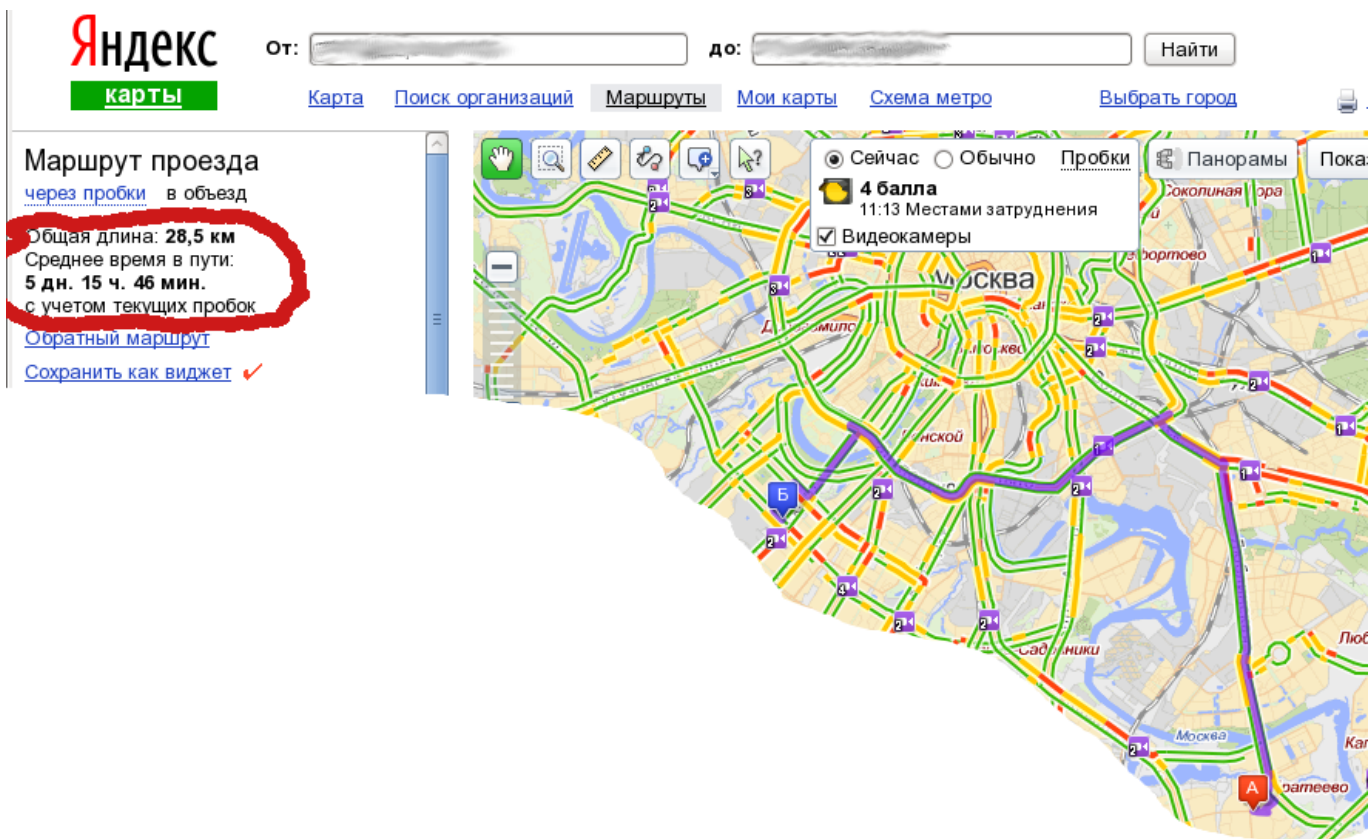 Яндекс
карты
От:
до:
Найти
Карта
Поиск организаций
Маршруты
Мои карты
Схема метро
Выбрать город
Маршрут проезда
через пробки в объезд
Общая длина: 28,5 км
Среднее время в пути:
5 дн. 15 ч. 46 мин.
с учетом текущих пробок
Обратный маршрут
Сохранить как виджет
Сейчас Обычно Пробки
4 балла
11:13 Местами затруднения
Видеокамеры
Панорамы
Пока
Соколиная гора
Москва
Москва
Б
А